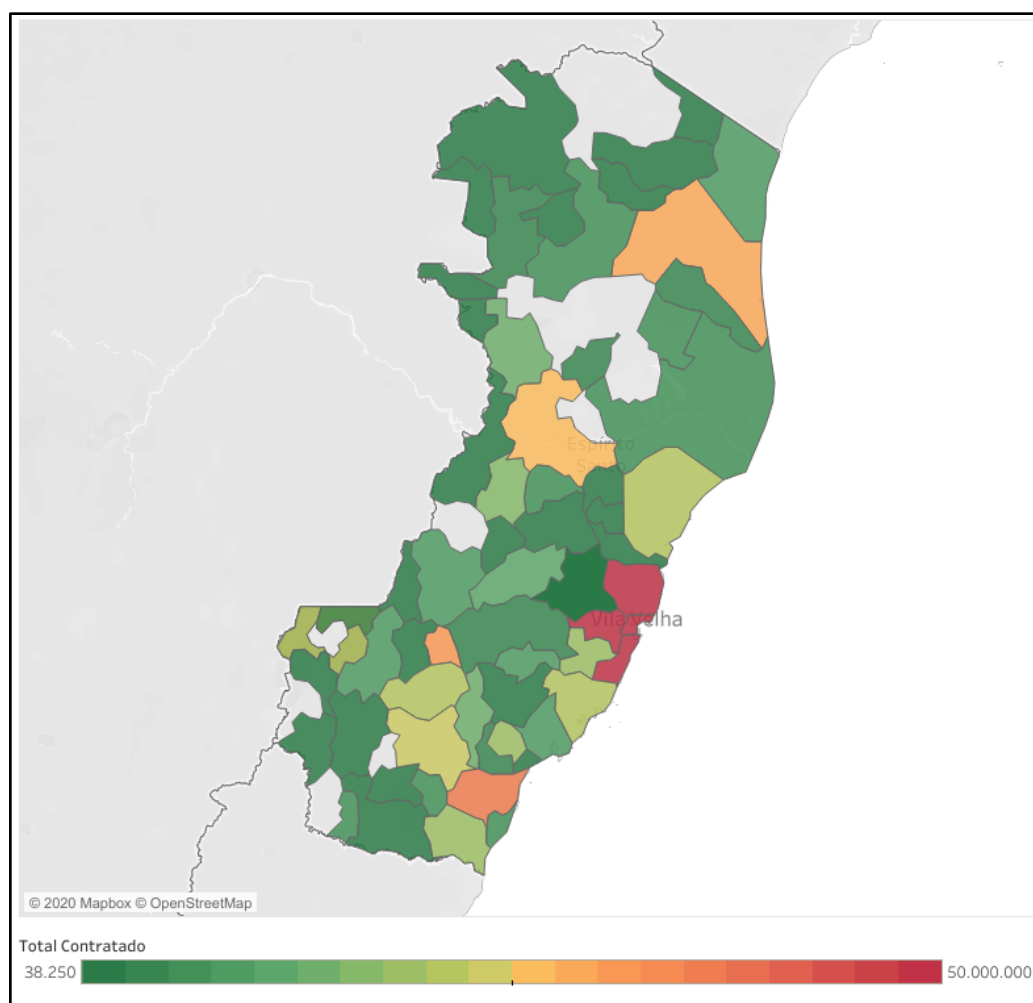 Espírito
Santo
Vila Velha
© 2020 Mapbox © OpenStreetMap
Total Contratado
38.250
50.000.000